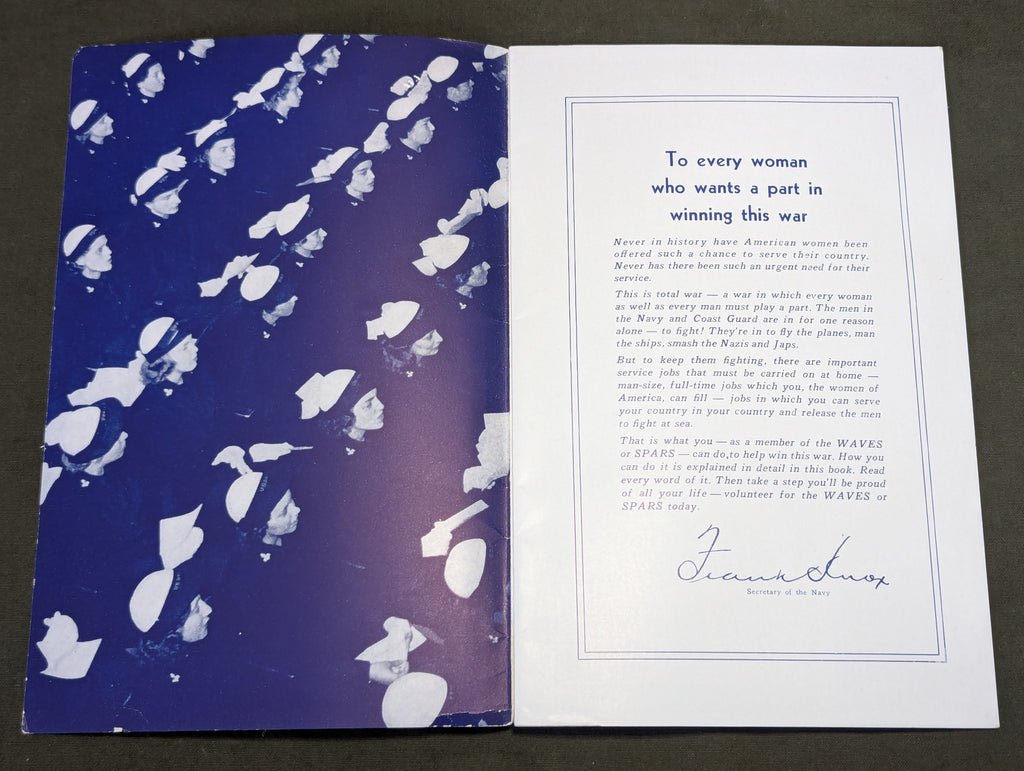 To every woman
who wants a part in
winning this war
Never in history have American women been
offered such a chance to serve their country.
Never has there been such an urgent need for their
service.
This is total war — a war in which every woman
as well as every man must play a part. The men in
the Navy and Coast Guard are in for one reason
alone — to fight! They're in to fly the planes, man
the ships, smash the Nazis and Japs.
But to keep them fighting, there are important
service jobs that must be carried on at home —
man-size, full-time jobs which you, the women of
America, can fill — jobs in which you can serve
your country in your country and release the men
to fight at sea.
That is what you — as a member of the WAVES
or SPARS — can do,to help win this war. How you
can do it is explained in detail in this book. Read
every word of it. Then take a step you'll be proud
of all your life — volunteer for the WAVES or
SPARS today.
Frank Knox
Secretary of the Navy